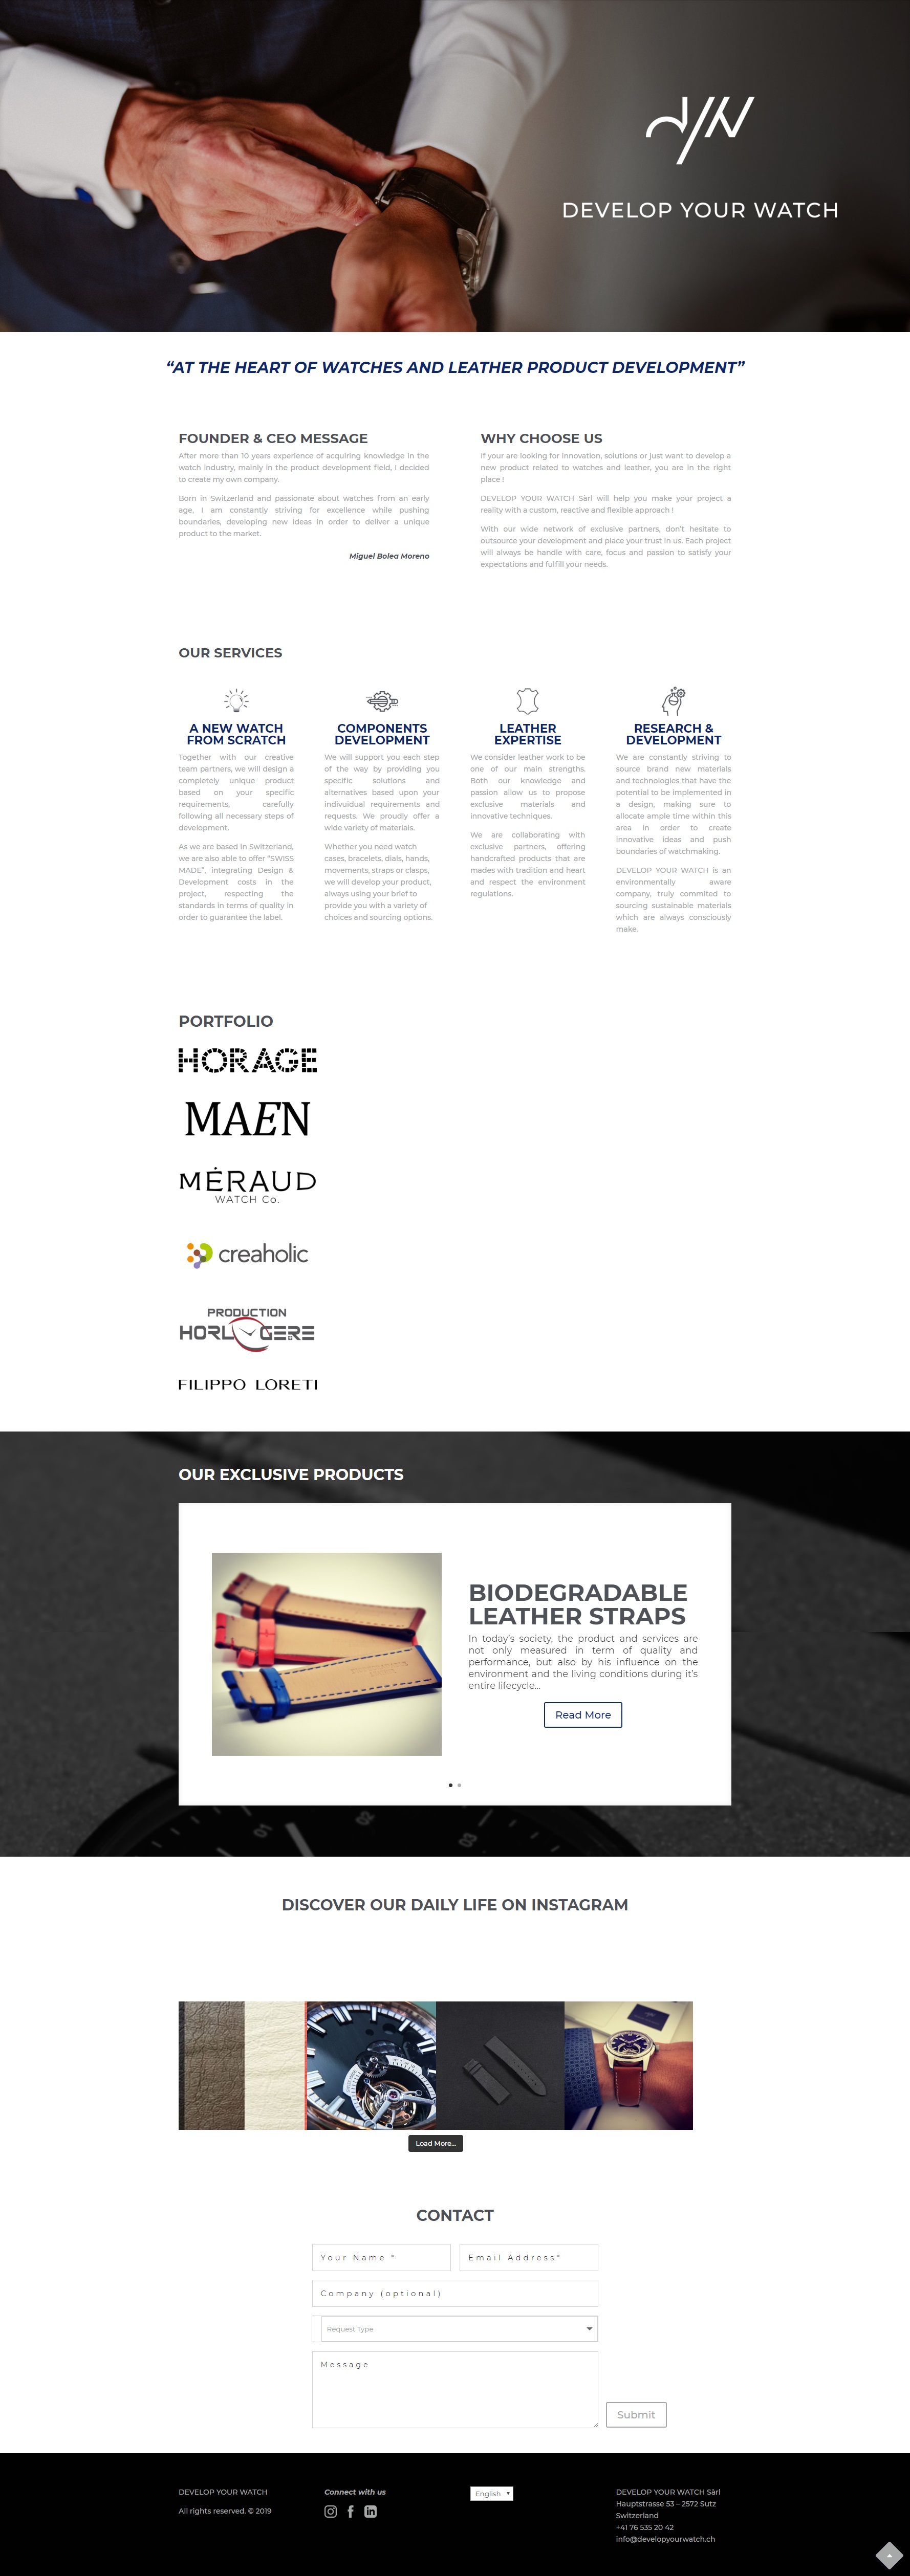 DEVELOP YOUR WATCH
“AT THE HEART OF WATCHES AND LEATHER PRODUCT DEVELOPMENT”
FOUNDER & CEO MESSAGE
After more than 10 years experience of acquiring knowledge in the
watch industry, mainly in the product development field, I decided
to create my own company.
Born in Switzerland and passionate about watches from an early
age, I am constantly striving for excellence while pushing
boundaries, developing new ideas in order to deliver a unique
product to the market.
Miguel Bolea Moreno
WHY CHOOSE US
If your are looking for innovation, solutions or just want to develop a
new product related to watches and leather, you are in the right
place !
DEVELOP YOUR WATCH Sàrl will help you make your project a
reality with a custom, reactive and flexible approach !
With our wide network of exclusive partners, don’t hesitate to
outsource your development and place your trust in us. Each project
will always be handle with care, focus and passion to satisfy your
expectations and fulfill your needs.
OUR SERVICES
A NEW WATCH
FROM SCRATCH
Together with our creative
team partners, we will design a
completely unique product
based on your specific
requirements, carefully
following all necessary steps of
development.
As we are based in Switzerland,
we are also able to offer “SWISS
MADE”, Integrating Design &
Development costs in the
project, respecting the
standards in terms of quality in
order to guarantee the label.
COMPONENTS
DEVELOPMENT
We will support you each step
of the way by providing you
specific solutions and
alternatives based upon your
indivuidual requirements and
requests. We proudly offer a
wide variety of materials.
Whether you need watch
cases, bracelets, dials, hands,
movements, straps or clasps,
we will develop your product,
always using your brief to
provide you with a variety of
choices and sourcing options.
LEATHER
EXPERTISE
We consider leather work to be
one of our main strengths.
Both our knowledge and
passion allow us to propose
exclusive materials and
innovative techniques.
We are collaborating with
exclusive partners, offering
handcrafted products that are
mades with tradition and heart
and respect the environment
regulations.
RESEARCH &
DEVELOPMENT
We are constantly striving to
source brand new materials
and technologies that have the
potential to be implemented in
a design, making sure to
allocate ample time within this
area in order to create
innovative ideas and push
boundaries of watchmaking.
DEVELOP YOUR WATCH is an
environmentally aware
company, truly commited to
sourcing sustainable materials
which are always consciously
make.
PORTFOLIO
HORAGE
MAEN
MÉRAUD
WATCH Co.
creaholic
PRODUCTION
HORLOGERE
FILIPPO LORETI
OUR EXCLUSIVE PRODUCTS
BIODEGRADABLE
LEATHER STRAPS
In today’s society, the product and services are
not only measured in term of quality and
performance, but also by his influence on the
environment and the living conditions during it’s
entire lifecycle...
Read More
01
02
03
DISCOVER OUR DAILY LIFE ON INSTAGRAM
Load More...
CONTACT
Your Name *
Email Address*
Company (optional)
Request Type
Message
Submit
DEVELOP YOUR WATCH
All rights reserved. © 2019
Connect with us
English
DEVELOP YOUR WATCH Sàrl
Hauptstrasse 53 – 2572 Sutz
Switzerland
+41 76 535 20 42
info@developyourwatch.ch